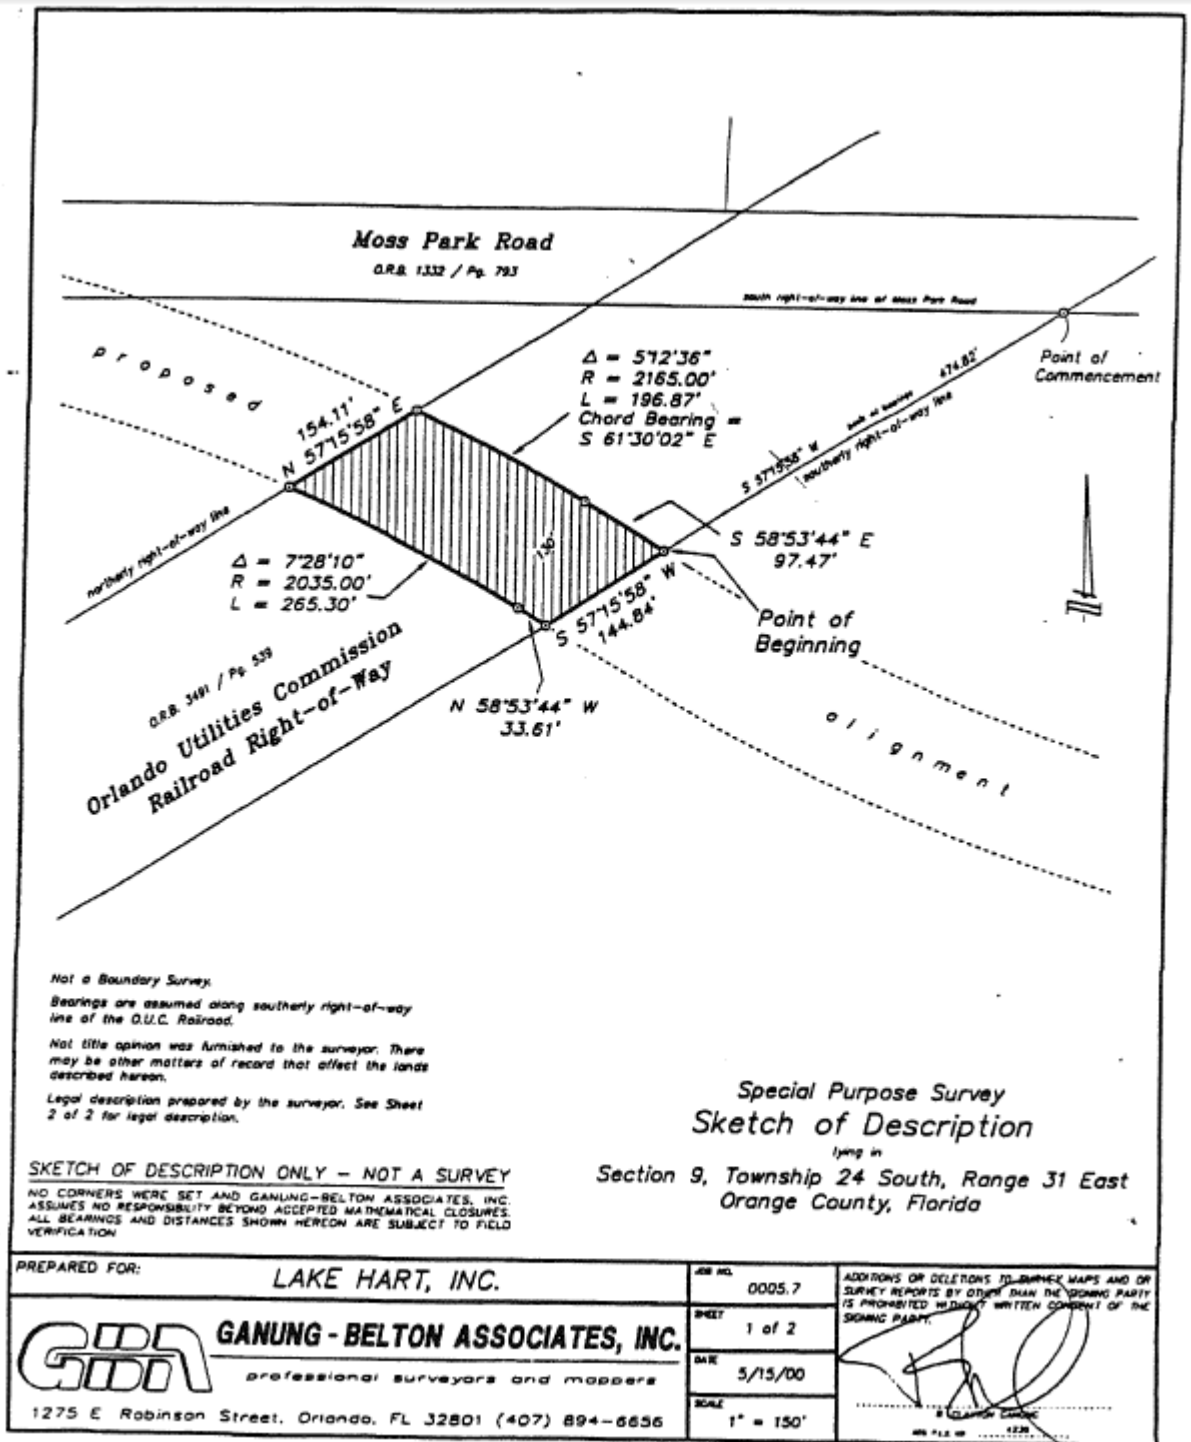 Moss Park Road
O.R.B. 1332 / Pg. 793
south right-of-way line of Moss Park Road
proposed
Point of
Commencement
Δ = 5°12'36"
R = 2165.00'
L = 196.87'
Chord Bearing =
S 61°30'02" E
474.82'
basis of bearings
S 57°15'58" W
southerly right-of-way line
154.11'
N 57°15'58" E
northerly right-of-way line
130'
S 58°53'44" E
97.47'
Δ = 7°28'10"
R = 2035.00'
L = 265.30'
S 57°15'58" W
144.84'
Point of
Beginning
N 58°53'44" W
33.61'
O.R.B. 3491 / Pg. 539
Orlando Utilities Commission
Railroad Right-of-Way
alignment
Not a Boundary Survey.
Bearings are assumed along southerly right-of-way
line of the O.U.C. Railroad.
Not title opinion was furnished to the surveyor. There
may be other matters of record that affect the lands
described hereon.
Legal description prepared by the surveyor. See Sheet
2 of 2 for legal description.
Special Purpose Survey
Sketch of Description
lying in
Section 9, Township 24 South, Range 31 East
Orange County, Florida
SKETCH OF DESCRIPTION ONLY - NOT A SURVEY
NO CORNERS WERE SET AND GANUNG-BELTON ASSOCIATES, INC.
ASSUMES NO RESPONSIBILITY BEYOND ACCEPTED MATHEMATICAL CLOSURES.
ALL BEARINGS AND DISTANCES SHOWN HEREON ARE SUBJECT TO FIELD
VERIFICATION
PREPARED FOR:
LAKE HART, INC.
JOB NO.
0005.7
SHEET
1 of 2
DATE
5/15/00
SCALE
1" = 150'
ADDITIONS OR DELETIONS TO SURVEY MAPS AND OR
SURVEY REPORTS BY OTHER THAN THE SIGNING PARTY
IS PROHIBITED WITHOUT WRITTEN CONSENT OF THE
SIGNING PARTY.
GBA
GANUNG - BELTON ASSOCIATES, INC.
professional surveyors and mappers
1275 E Robinson Street, Orlando, FL 32801 (407) 894-6656
R CLAYTON GANUNG